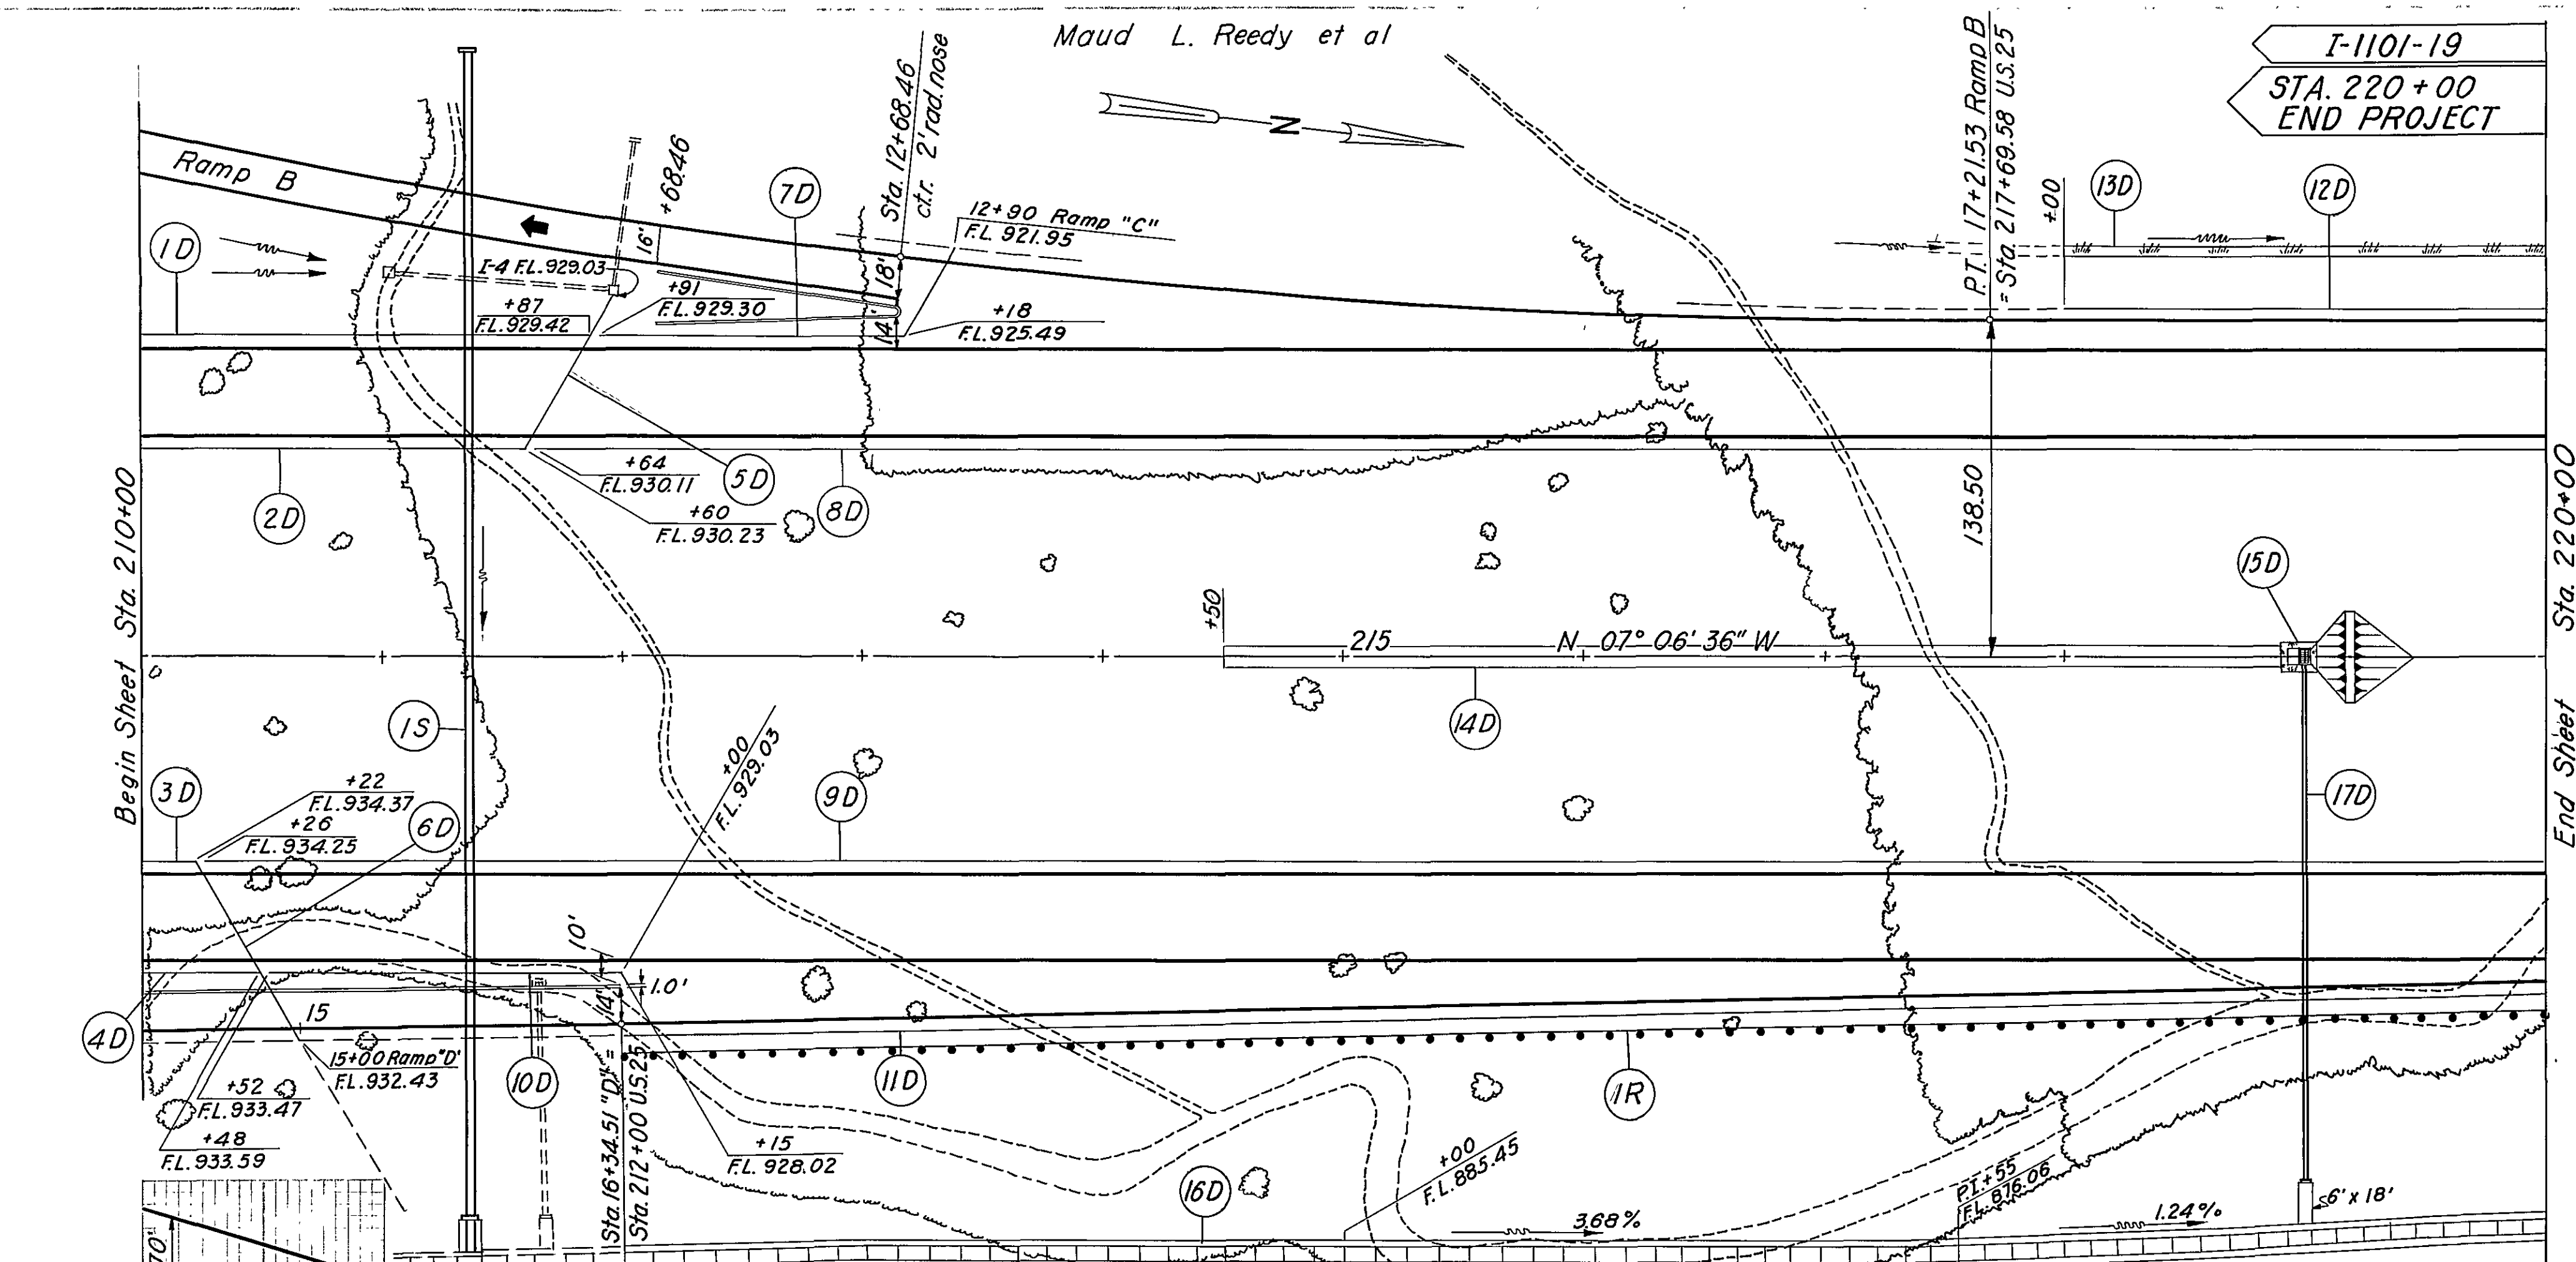 Maud L. Reedy et al
I-1101-19
STA. 220+00
END PROJECT
N
Ramp B
1D
16'
+68.46
7D
Sta. 12+68.46
ctr. 2' rad. nose
12+90 Ramp "C"
F.L. 921.95
I-4 F.L. 929.03
+87
F.L. 929.42
+91
F.L. 929.30
18'
14'
+18
F.L. 925.49
P.T. 17+21.53 Ramp B
= Sta. 217+69.58 U.S. 25
+00
13D
12D
2D
+64
F.L. 930.11
+60
F.L. 930.23
5D
8D
138.50
15D
Begin Sheet Sta. 210+00
End Sheet Sta. 220+00
+50
215
N 07° 06' 36" W
14D
1S
17D
3D
+22
F.L. 934.37
+26
F.L. 934.25
6D
+00
F.L. 929.03
9D
10'
1.0'
14'
4D
15
15+00 Ramp "D"
F.L. 932.43
+52
F.L. 933.47
+48
F.L. 933.59
10D
Sta. 16+34.51 "D" =
Sta. 212+00 U.S. 25
11D
1R
+15
F.L. 928.02
16D
+00
F.L. 885.45
3.68%
P.I. +55
F.L. 876.06
1.24%
6' x 18'
70'